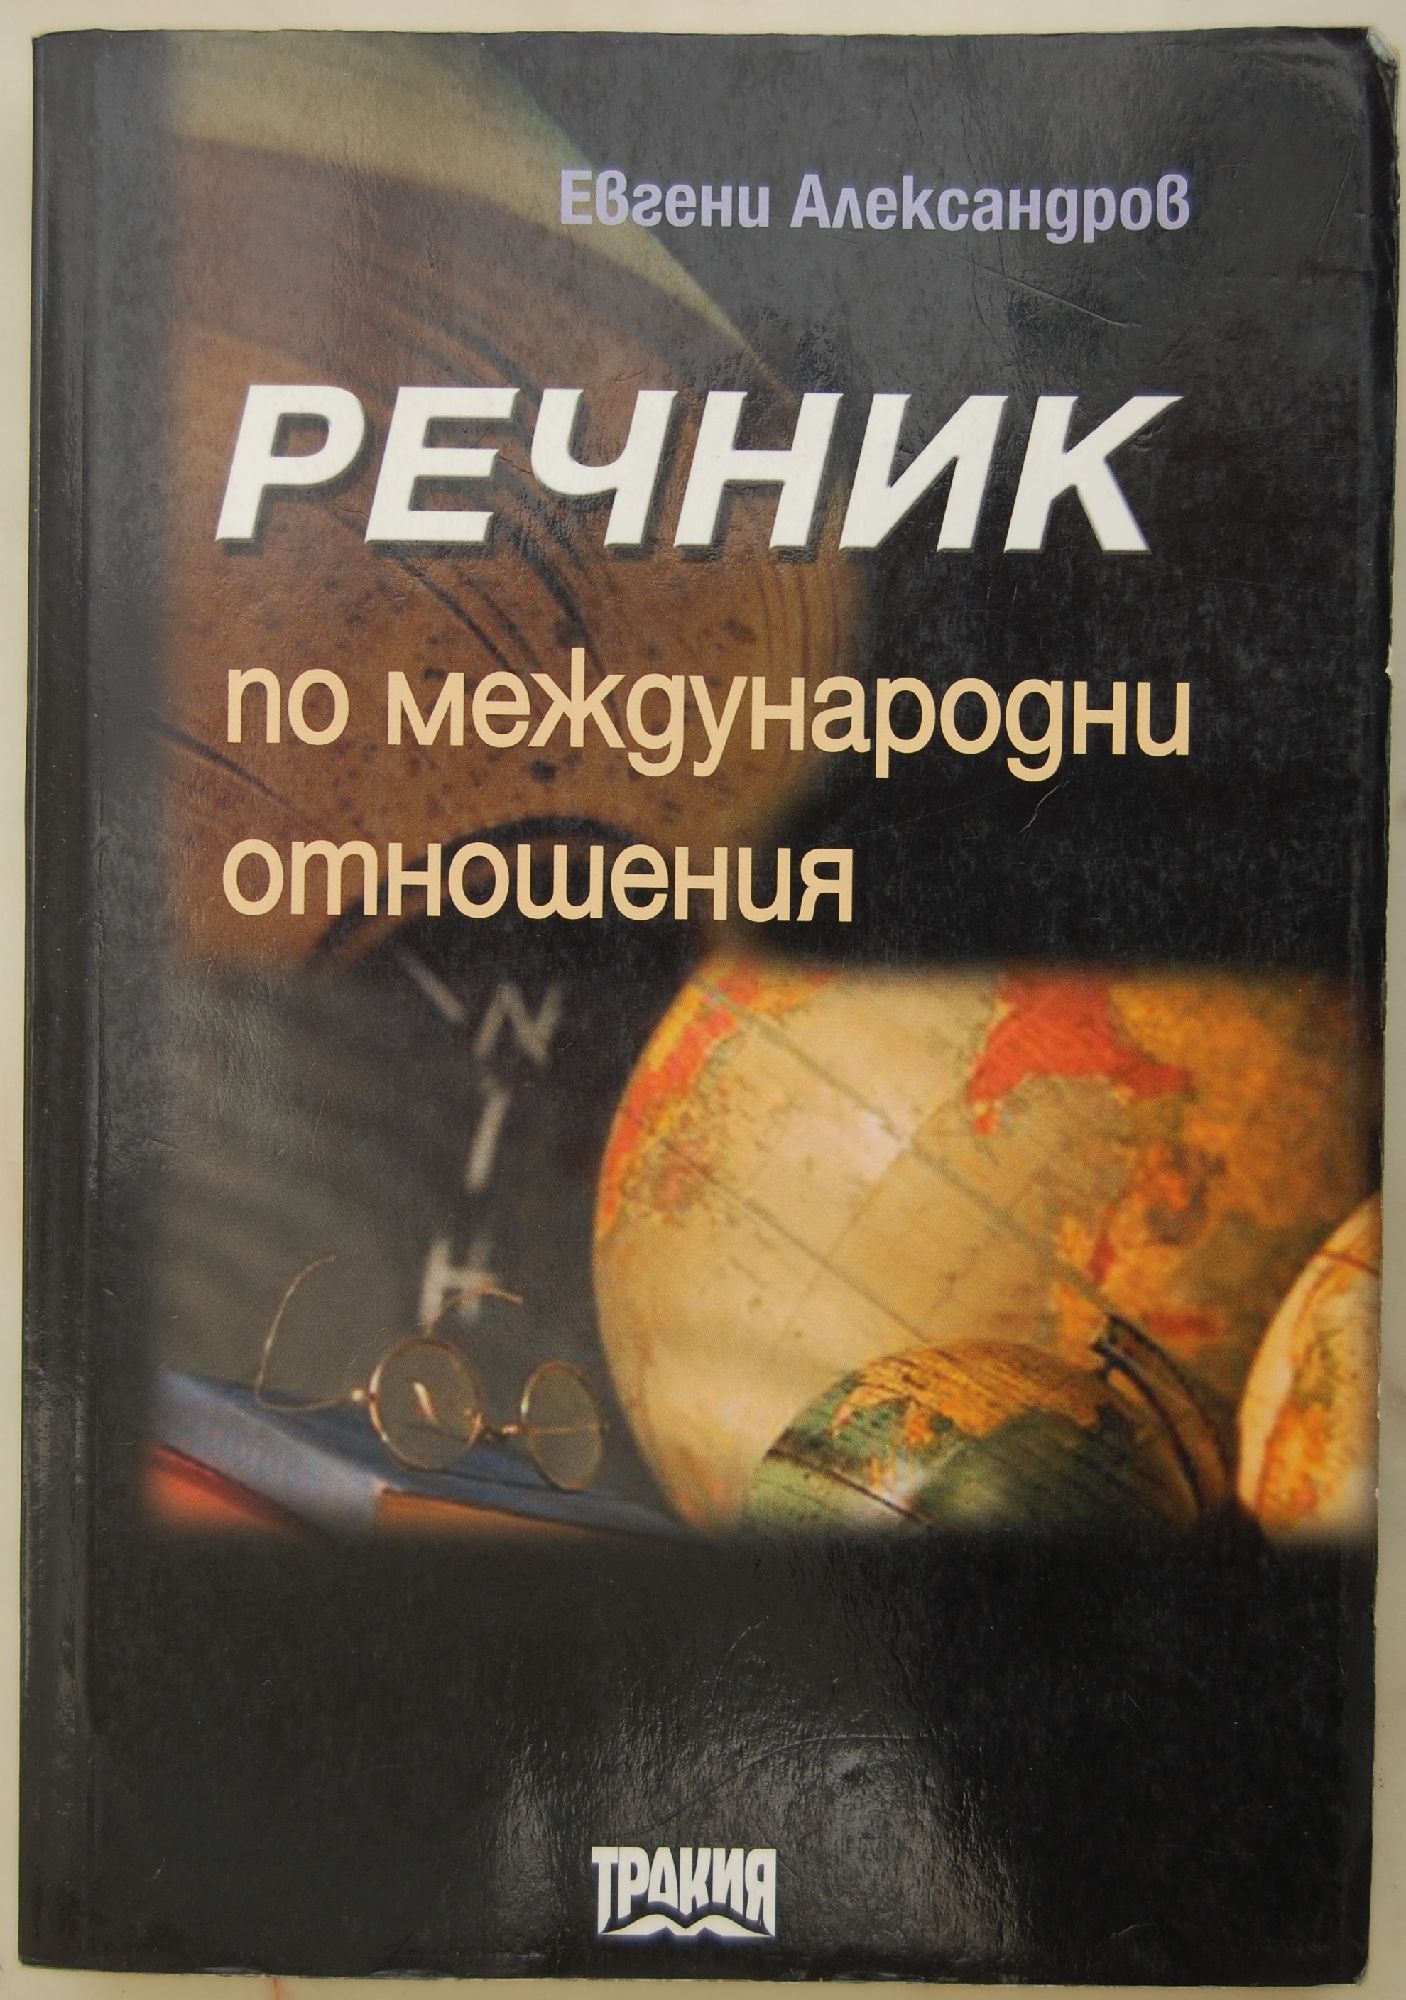 Евгени Александров
РЕЧНИК
по международни
отношения
N
ТРАКИЯ